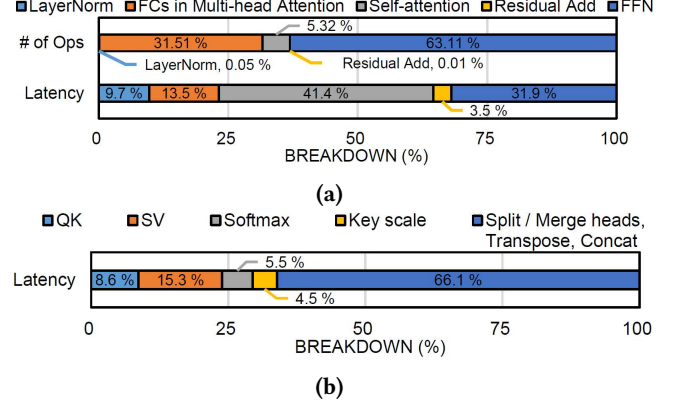 LayerNorm FCs in Multi-head Attention Self-attention Residual Add FFN
5.32 %
# of Ops 31.51 % 63.11 %
LayerNorm, 0.05 % Residual Add, 0.01 %
Latency 9.7 % 13.5 % 41.4 % 31.9 %
3.5 %
0 25 50 75 100
BREAKDOWN (%)
(a)
QK SV Softmax Key scale Split / Merge heads,
Transpose, Concat
5.5 %
Latency 8.6 % 15.3 % 66.1 %
4.5 %
0 25 50 75 100
BREAKDOWN (%)
(b)